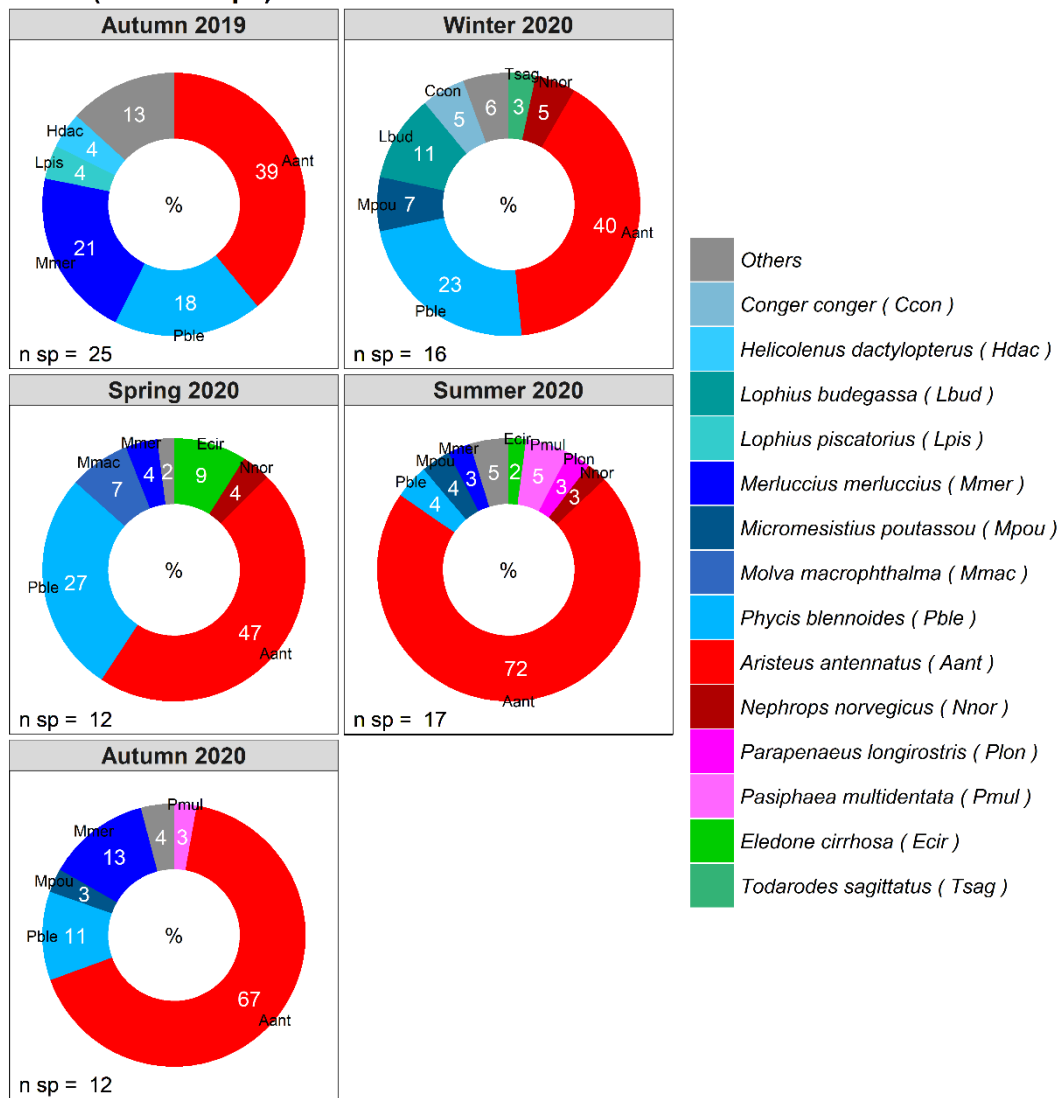 Autumn 2019
Tsag
Winter 2020
Nnor
Ccon
6
3
5
5
13
Hdac
4
Lpis
4
39
Aant
Lbud
11
Mpou
7
%
%
40
Aant
21
Mmer
18
Pble
23
Pble
n sp = 25
n sp = 16
Spring 2020
Summer 2020
Mmer
Ecir
Mmac
4
2
9
Nnor
4
7
Ecir
Pmul
Mmer
Plon
Mpou
Nnor
Pble
5
2
5
3
3
4
3
4
%
%
Pble
27
47
Aant
72
Aant
n sp = 12
n sp = 17
Autumn 2020
Pmul
Mmer
4
3
13
Mpou
3
Pble
11
%
67
Aant
n sp = 12
Others
Conger conger ( Ccon )
Helicolenus dactylopterus ( Hdac )
Lophius budegassa ( Lbud )
Lophius piscatorius ( Lpis )
Merluccius merluccius ( Mmer )
Micromesistius poutassou ( Mpou )
Molva macrophthalma ( Mmac )
Phycis blennoides ( Pble )
Aristeus antennatus ( Aant )
Nephrops norvegicus ( Nnor )
Parapenaeus longirostris ( Plon )
Pasiphaea multidentata ( Pmul )
Eledone cirrhosa ( Ecir )
Todarodes sagittatus ( Tsag )